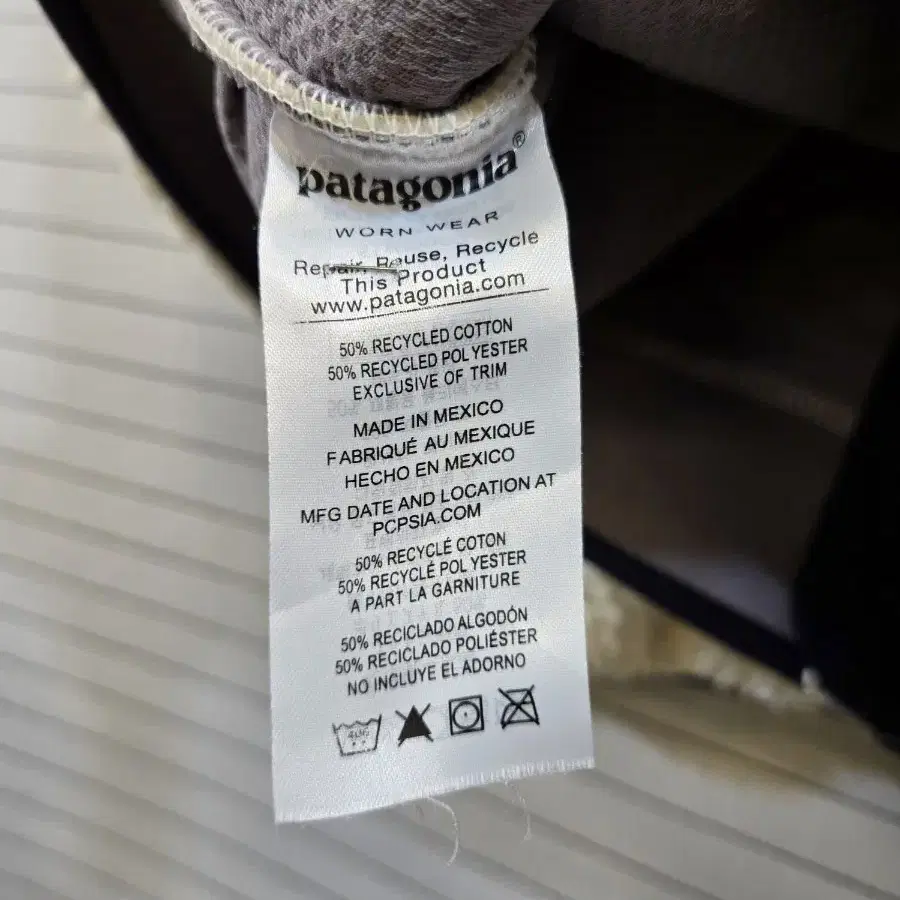 patagonia®
WORN WEAR
Repair, Reuse, Recycle
This Product
www.patagonia.com
50% RECYCLED COTTON
50% RECYCLED POLYESTER
EXCLUSIVE OF TRIM
MADE IN MEXICO
FABRIQUÉ AU MEXIQUE
HECHO EN MEXICO
MFG DATE AND LOCATION AT
PCPSIA.COM
50% RECYCLÉ COTON
50% RECYCLÉ POLYESTER
A PART LA GARNITURE
50% RECICLADO ALGODÓN
50% RECICLADO POLIÉSTER
NO INCLUYE EL ADORNO